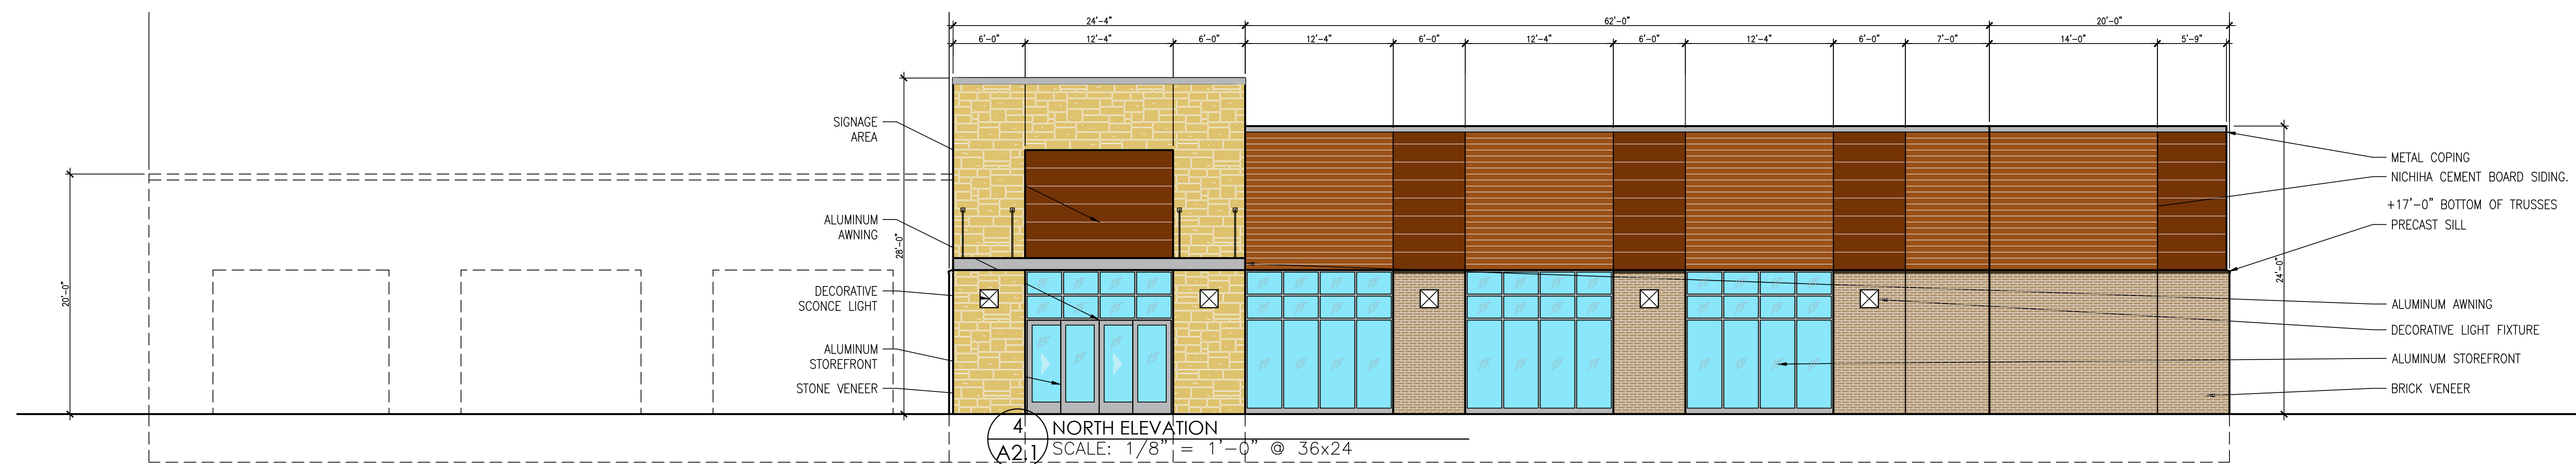 24'-4"
62'-0"
20'-0"
6'-0"
12'-4"
6'-0"
12'-4"
6'-0"
12'-4"
6'-0"
12'-4"
6'-0"
7'-0"
14'-0"
5'-9"
SIGNAGE
AREA
ALUMINUM
AWNING
DECORATIVE
SCONCE LIGHT
ALUMINUM
STOREFRONT
STONE VENEER
20'-0"
28'-0"
24'-0"
METAL COPING
NICHIHA CEMENT BOARD SIDING.
+17'-0" BOTTOM OF TRUSSES
PRECAST SILL
ALUMINUM AWNING
DECORATIVE LIGHT FIXTURE
ALUMINUM STOREFRONT
BRICK VENEER
4
A2.1
NORTH ELEVATION
SCALE: 1/8" = 1'-0" @ 36x24